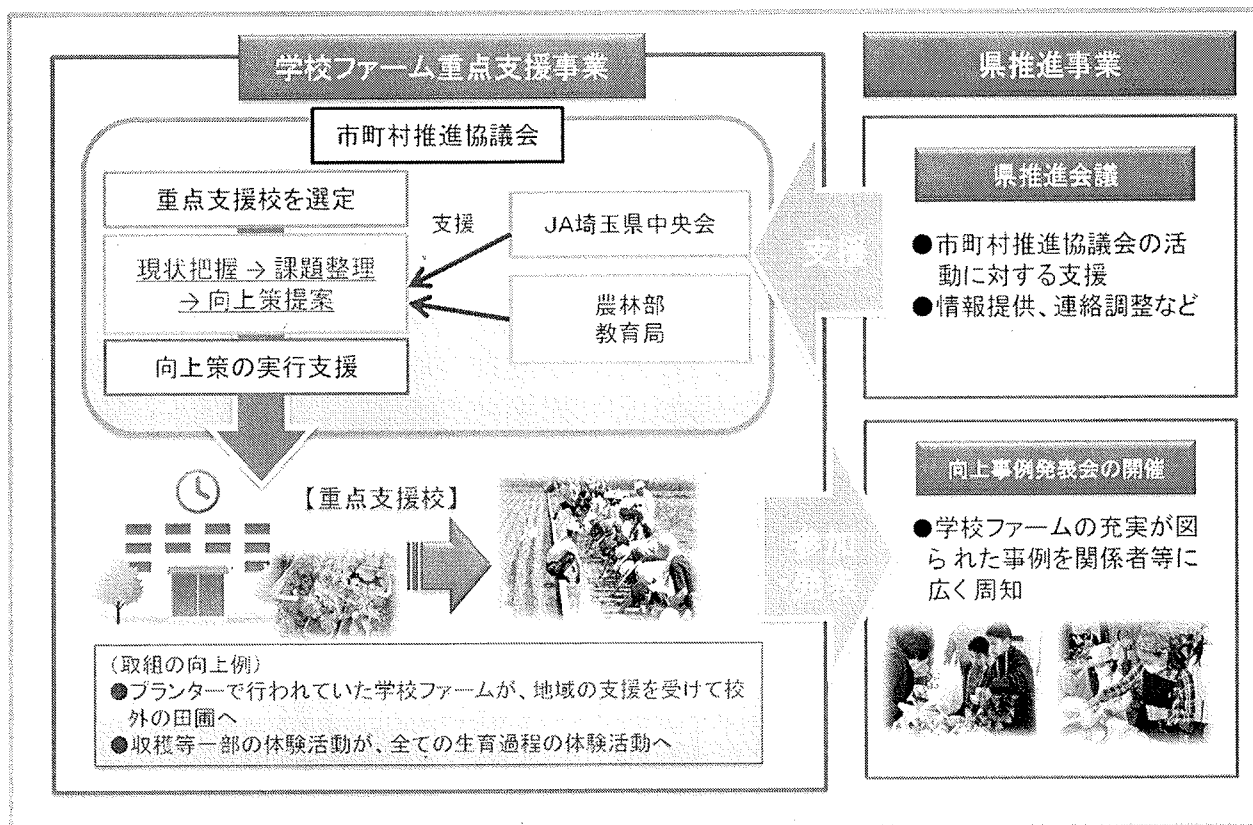 学校ファーム重点支援事業
市町村推進協議会
重点支援校を選定
現状把握 → 課題整理
→ 向上策提案
向上策の実行支援
支援
JA埼玉県中央会
農林部
教育局
【重点支援校】
(取組の向上例)
●プランターで行われていた学校ファームが、地域の支援を受けて校
外の田圃へ
●収穫等一部の体験活動が、全ての生育過程の体験活動へ
支援
県推進事業
県推進会議
●市町村推進協議会の活
動に対する支援
●情報提供、連絡調整など
向上事例発表会の開催
●学校ファームの充実が図
られた事例を関係者等に
広く周知